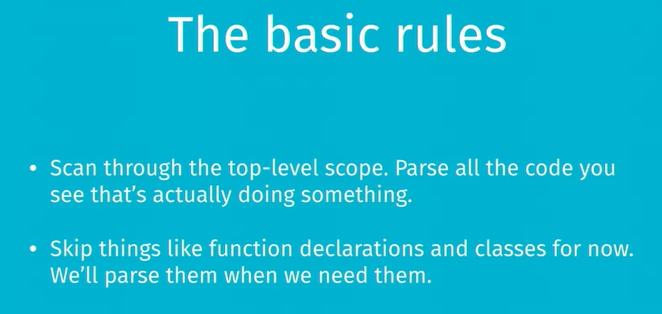 The basic rules
• Scan through the top-level scope. Parse all the code you
see that's actually doing something.
• Skip things like function declarations and classes for now.
We'll parse them when we need them.